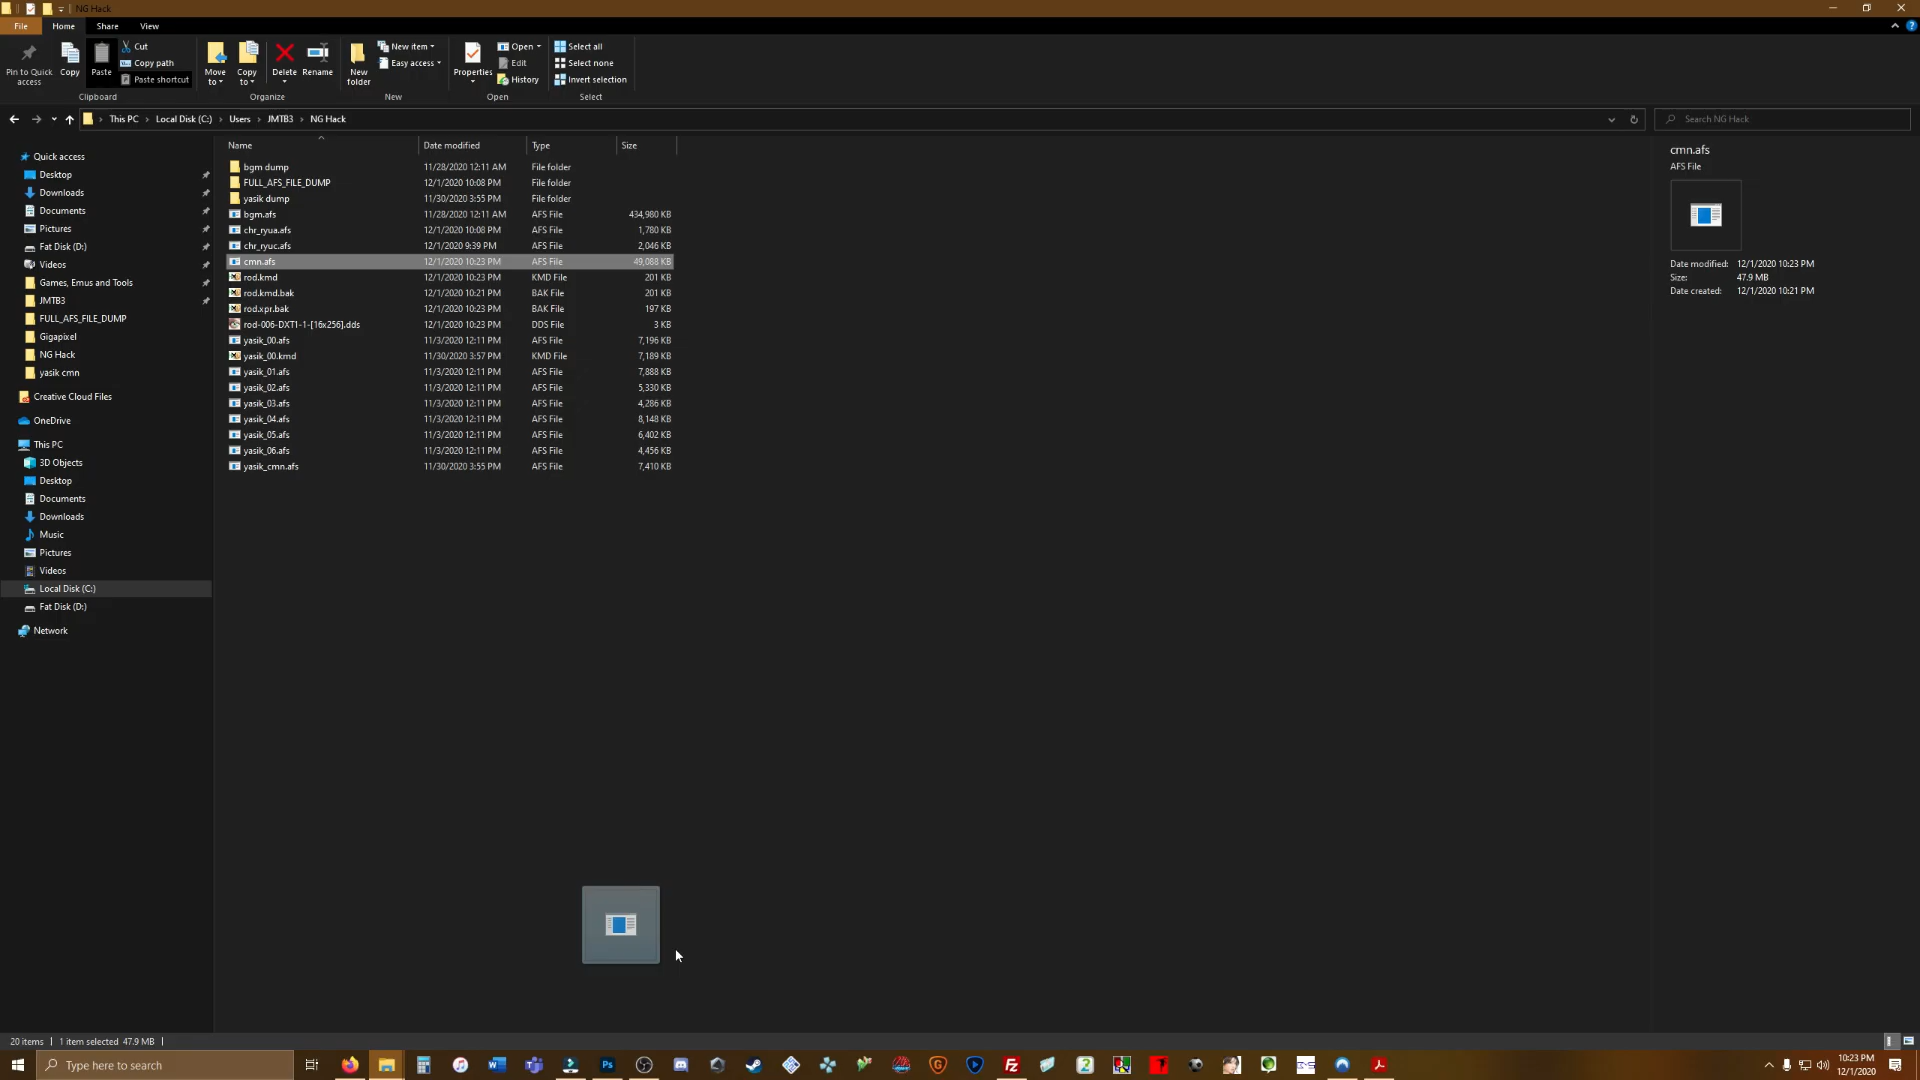 NG Hack
File Home Share View
Pin to Quick access
Copy
Paste
Cut
Copy path
Paste shortcut
Clipboard
Move to
Copy to
Delete
Rename
Organize
New folder
New item
Easy access
New
Properties
Open
Edit
History
Open
Select all
Select none
Invert selection
Select
This PC > Local Disk (C:) > Users > JMTB3 > NG Hack
Search NG Hack
Quick access
Desktop
Downloads
Documents
Pictures
Fat Disk (D:)
Videos
Games, Emus and Tools
JMTB3
FULL_AFS_FILE_DUMP
Gigapixel
NG Hack
yasik cmn
Creative Cloud Files
OneDrive
This PC
3D Objects
Desktop
Documents
Downloads
Music
Pictures
Videos
Local Disk (C:)
Fat Disk (D:)
Network
Name Date modified Type Size
bgm dump 11/28/2020 12:11 AM File folder
FULL_AFS_FILE_DUMP 12/1/2020 10:08 PM File folder
yasik dump 11/30/2020 3:55 PM File folder
bgm.afs 11/28/2020 12:11 AM AFS File 434,980 KB
chr_ryua.afs 12/1/2020 10:08 PM AFS File 1,780 KB
chr_ryuc.afs 12/1/2020 9:39 PM AFS File 2,046 KB
cmn.afs 12/1/2020 10:23 PM AFS File 49,088 KB
rod.kmd 12/1/2020 10:23 PM KMD File 201 KB
rod.kmd.bak 12/1/2020 10:21 PM BAK File 201 KB
rod.xpr.bak 12/1/2020 10:23 PM BAK File 197 KB
rod-006-DXT1-1-[16x256].dds 12/1/2020 10:23 PM DDS File 3 KB
yasik_00.afs 11/3/2020 12:11 PM AFS File 7,196 KB
yasik_00.kmd 11/30/2020 3:57 PM KMD File 7,189 KB
yasik_01.afs 11/3/2020 12:11 PM AFS File 7,888 KB
yasik_02.afs 11/3/2020 12:11 PM AFS File 5,330 KB
yasik_03.afs 11/3/2020 12:11 PM AFS File 4,286 KB
yasik_04.afs 11/3/2020 12:11 PM AFS File 8,148 KB
yasik_05.afs 11/3/2020 12:11 PM AFS File 6,402 KB
yasik_06.afs 11/3/2020 12:11 PM AFS File 4,456 KB
yasik_cmn.afs 11/30/2020 3:55 PM AFS File 7,410 KB
cmn.afs
AFS File
Date modified: 12/1/2020 10:23 PM
Size: 47.9 MB
Date created: 12/1/2020 10:21 PM
20 items 1 item selected 47.9 MB
Type here to search
10:23 PM
12/1/2020